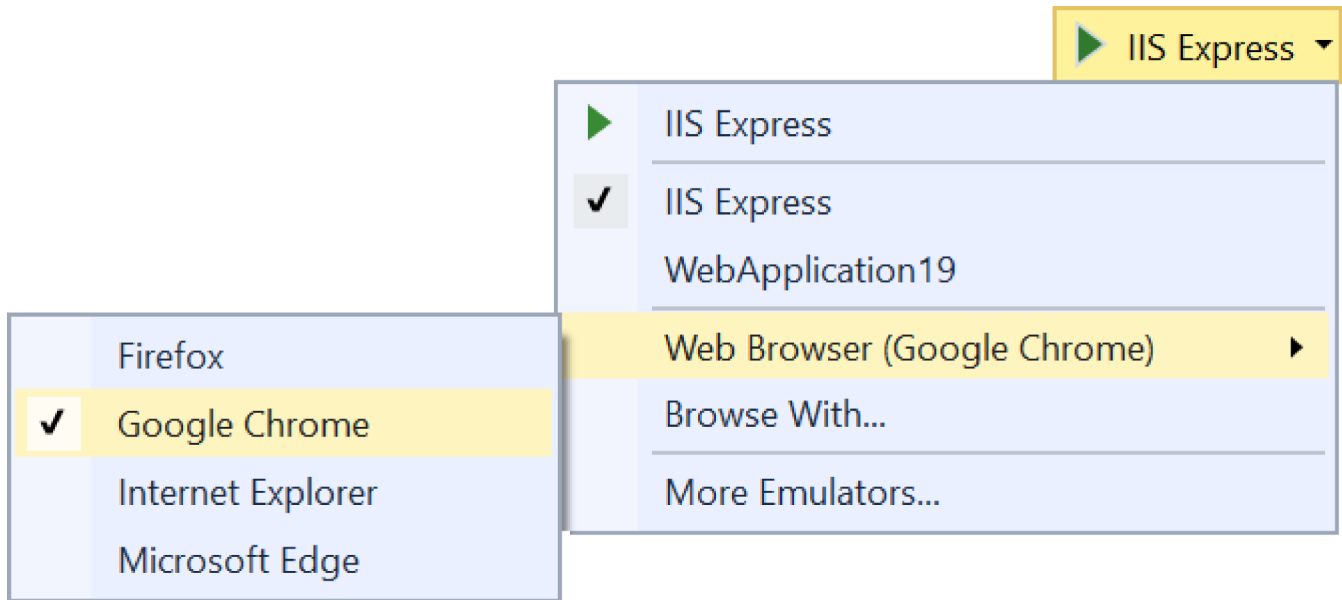 IIS Express
IIS Express
IIS Express
WebApplication19
Web Browser (Google Chrome)
Browse With...
More Emulators...
Firefox
Google Chrome
Internet Explorer
Microsoft Edge